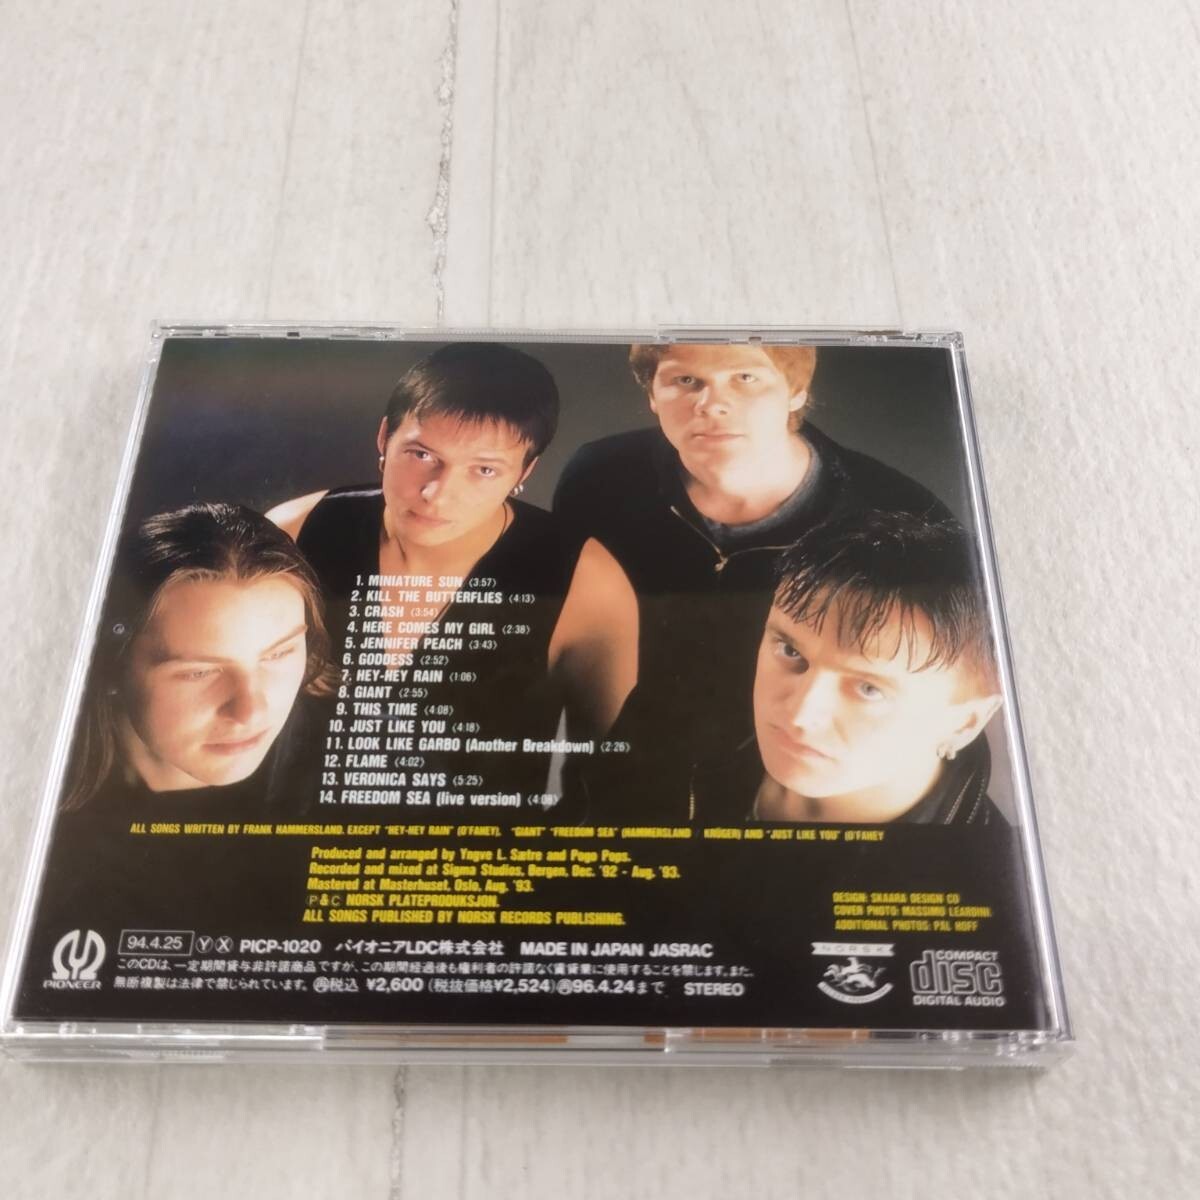 1. MINIATURE SUN (3:57)
2. KILL THE BUTTERFLIES (4:13)
3. CRASH (3:54)
4. HERE COMES MY GIRL (2:38)
5. JENNIFER PEACH (3:43)
6. GODDESS (2:52)
7. HEY-HEY RAIN (1:06)
8. GIANT (2:55)
9. THIS TIME (4:08)
10. JUST LIKE YOU (4:18)
11. LOOK LIKE GARBO (Another Breakdown) (2:26)
12. FLAME (4:02)
13. VERONICA SAYS (5:25)
14. FREEDOM SEA (live version) (4:08)
ALL SONGS WRITTEN BY FRANK HAMMERSLAND. EXCEPT "HEY-HEY RAIN" (O'FAHEY), "GIANT" "FREEDOM SEA" (HAMMERSLAND / KRÖGER) AND "JUST LIKE YOU" (O'FAHEY
Produced and arranged by Yngve L. Sætre and Pogo Pops.
Recorded and mixed at Sigma Studios, Bergen, Dec. '92 - Aug. '93.
Mastered at Masterhuset, Oslo, Aug. '93.
Ⓟ & Ⓒ NORSK PLATEPRODUKSJON.
ALL SONGS PUBLISHED BY NORSK RECORDS PUBLISHING.
DESIGN: SKAARA DESIGN CO
COVER PHOTO: MASSIMO LEARDINI
ADDITIONAL PHOTOS: PÅL HOFF
PIONEER
94.4.25 Ⓨ Ⓧ PICP-1020 パイオニアLDC株式会社 MADE IN JAPAN JASRAC
このCDは、一定期間貸与非許諾商品ですが、この期間経過後も権利者の許諾なく賃貸業に使用することを禁じます。また、
無断複製は法律で禁じられています。㊢税込 ¥2,600 (税抜価格¥2,524) ㊢96.4.24まで STEREO
NORSK
COMPACT
disc
DIGITAL AUDIO